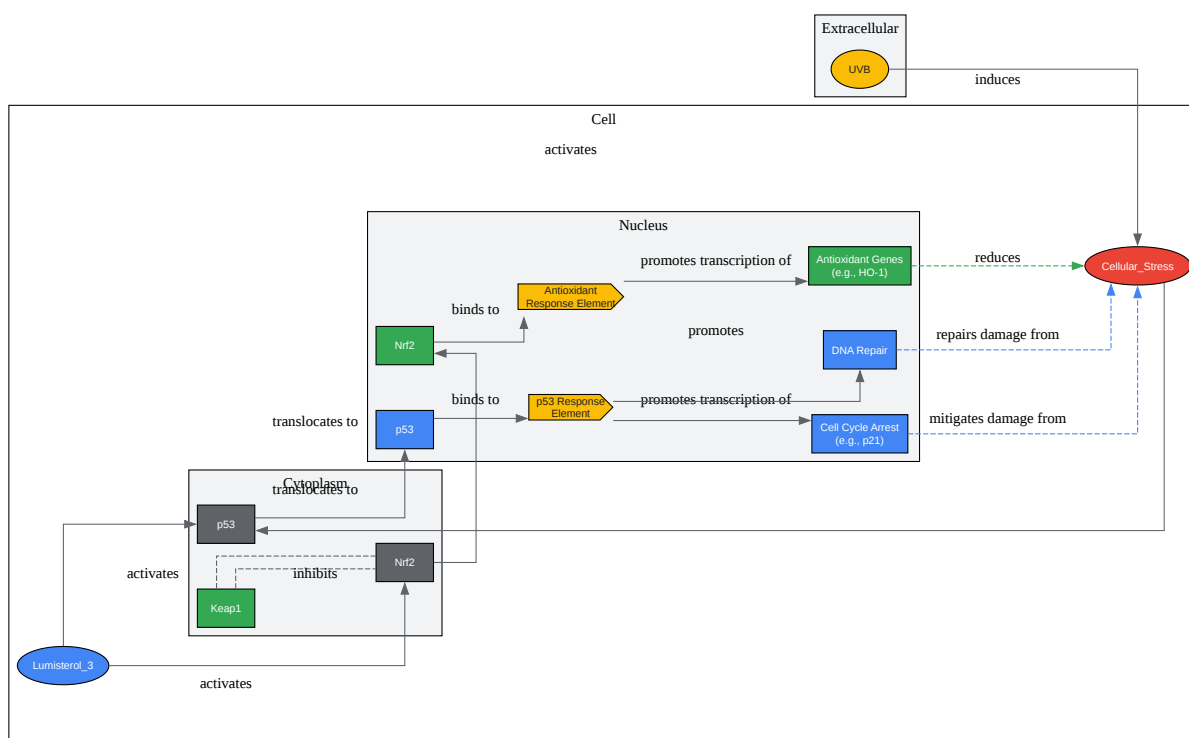 Extracellular
UVB
induces
Cell
activates
Nucleus
Antioxidant Genes
(e.g., HO-1)
promotes transcription of
reduces
Cellular_Stress
Antioxidant
Response Element
binds to
Nrf2
promotes
DNA Repair
repairs damage from
binds to
p53 Response
Element
promotes transcription of
translocates to
p53
Cell Cycle Arrest
(e.g., p21)
mitigates damage from
Cytoplasm
translocates to
p53
Nrf2
activates
inhibits
Keap1
Lumisterol_3
activates